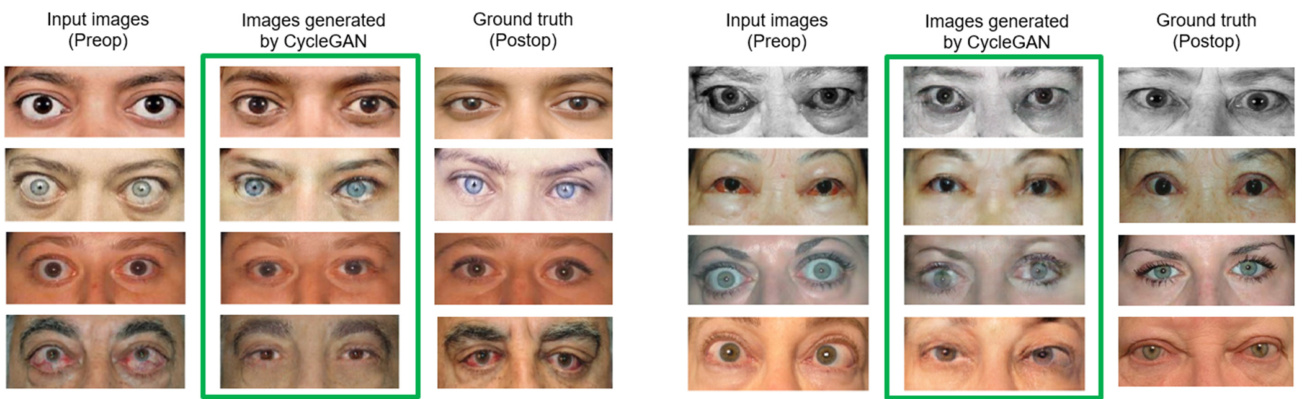 Input images
(Preop)
Images generated
by CycleGAN
Ground truth
(Postop)
Input images
(Preop)
Images generated
by CycleGAN
Ground truth
(Postop)